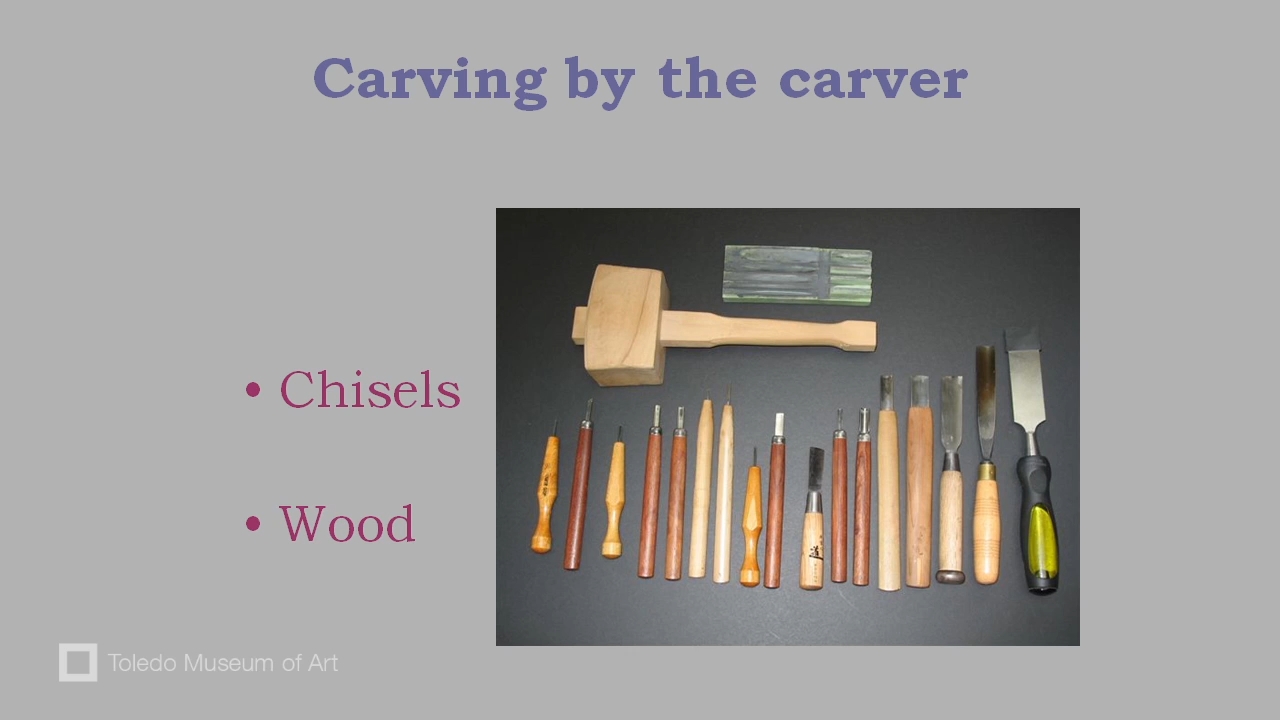 Carving by the carver
• Chisels
• Wood
Toledo Museum of Art